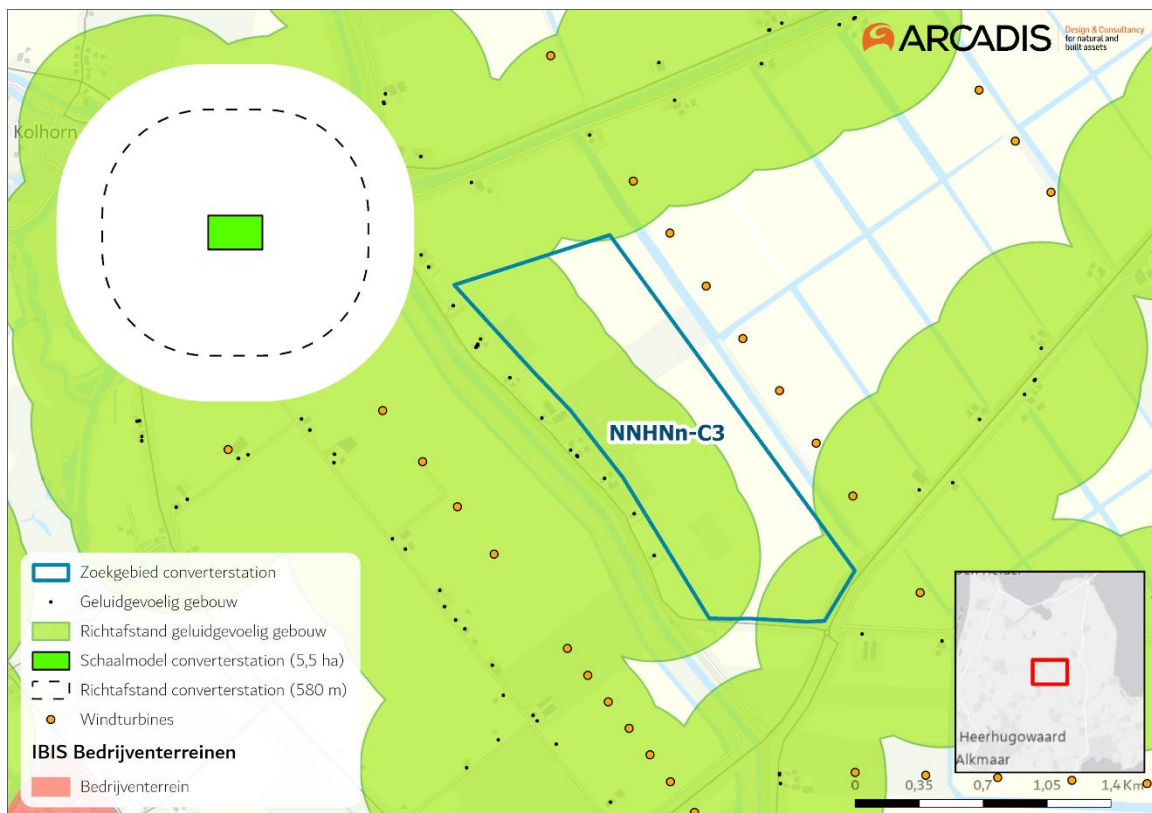 ARCADIS
Design & Consultancy
for natural and
built assets
Kolhorn
NNHNn-C3
Zoekgebied converterstation
Geluidgevoelig gebouw
Richtafstand geluidgevoelig gebouw
Schaalmodel converterstation (5,5 ha)
Richtafstand converterstation (580 m)
Windturbines
IBIS Bedrijventerreinen
Bedrijventerrein
Heerhugowaard
Alkmaar
0 0,35 0,7 1,05 1,4 Km